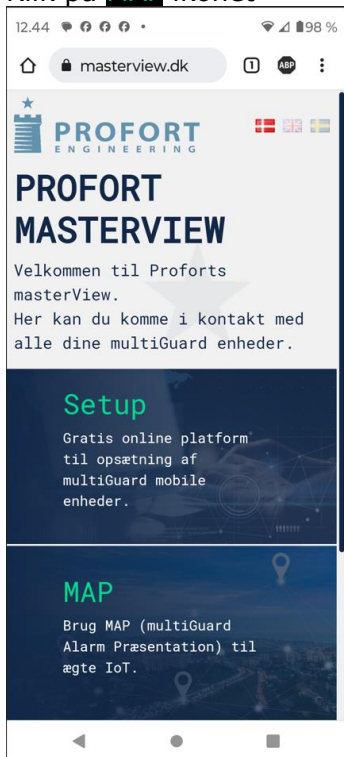 Klik på MAP ikonet
12.44
98 %
masterview.dk
1
ABP
PROFORT
ENGINEERING
PROFORT
MASTERVIEW
Velkommen til Proforts
masterView.
Her kan du komme i kontakt med
alle dine multiGuard enheder.
Setup
Gratis online platform
til opsætning af
multiGuard mobile
enheder.
MAP
Brug MAP (multiGuard
Alarm Præsentation) til
ægte IoT.